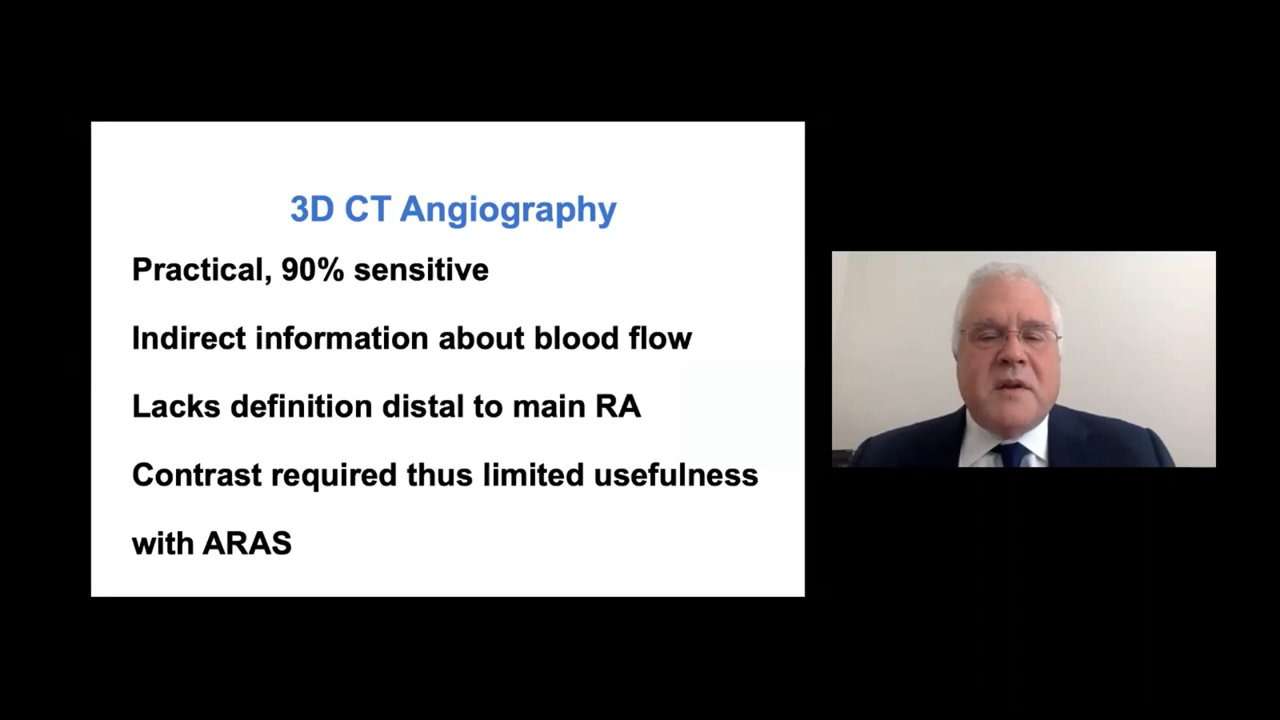 3D CT Angiography
Practical, 90% sensitive
Indirect information about blood flow
Lacks definition distal to main RA
Contrast required thus limited usefulness
with ARAS